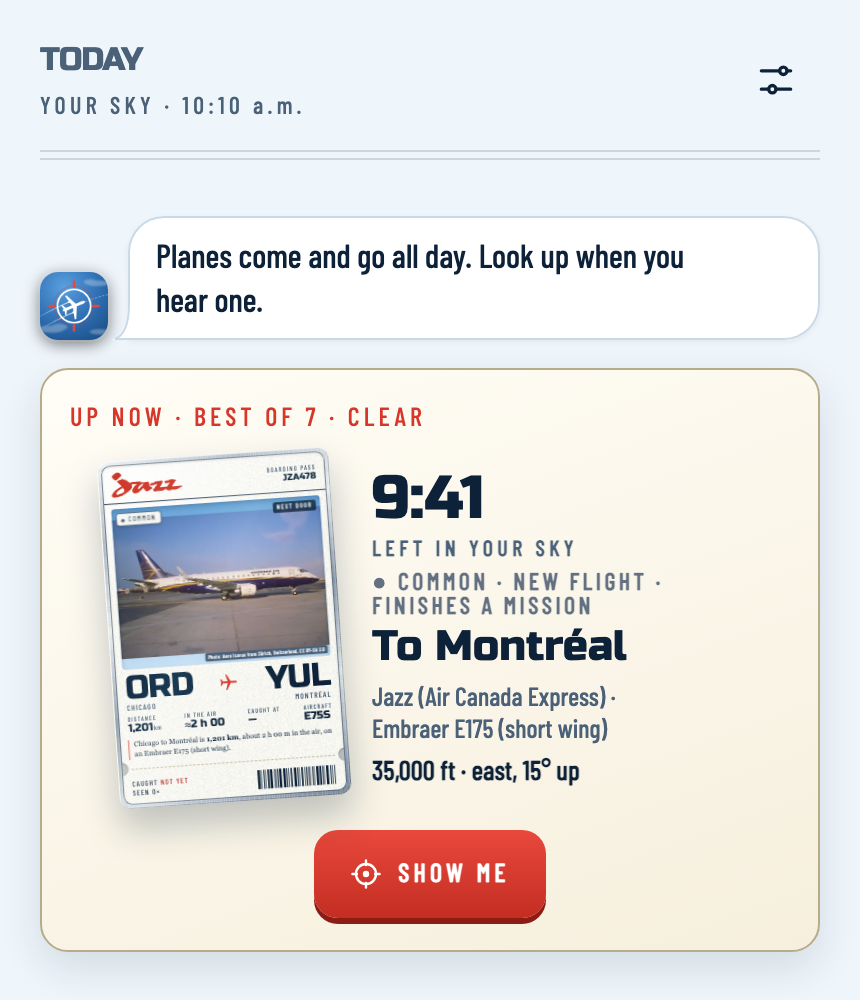 TODAY
YOUR SKY · 10:10 a.m.
Planes come and go all day. Look up when you
hear one.
UP NOW · BEST OF 7 · CLEAR
Jazz
BOARDING PASS
JZA478
COMMON
NEXT DOOR
ORD
YUL
CHICAGO
MONTRÉAL
DISTANCE
1,201km
IN THE AIR
≈2 h 00
CAUGHT AT
—
AIRCRAFT
E75S
Chicago to Montréal is 1,201 km, about 2 h 00 m in the air, on
an Embraer E175 (short wing).
CAUGHT NOT YET
SEEN 0×
9:41
LEFT IN YOUR SKY
● COMMON · NEW FLIGHT ·
FINISHES A MISSION
To Montréal
Jazz (Air Canada Express) ·
Embraer E175 (short wing)
35,000 ft · east, 15° up
SHOW ME